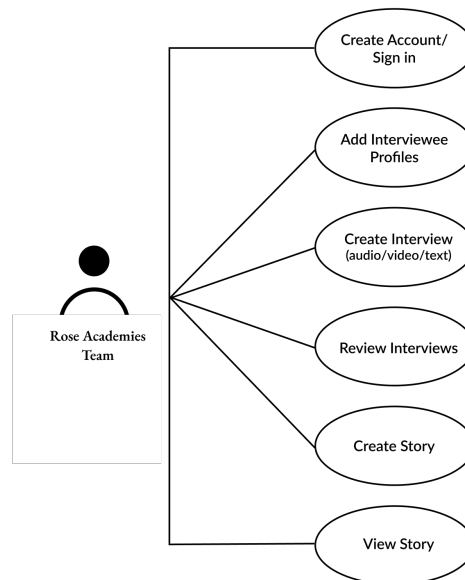 Create Account/
Sign in
Add Interviewee
Profiles
Create Interview
(audio/video/text)
Rose Academies
Team
Review Interviews
Create Story
View Story